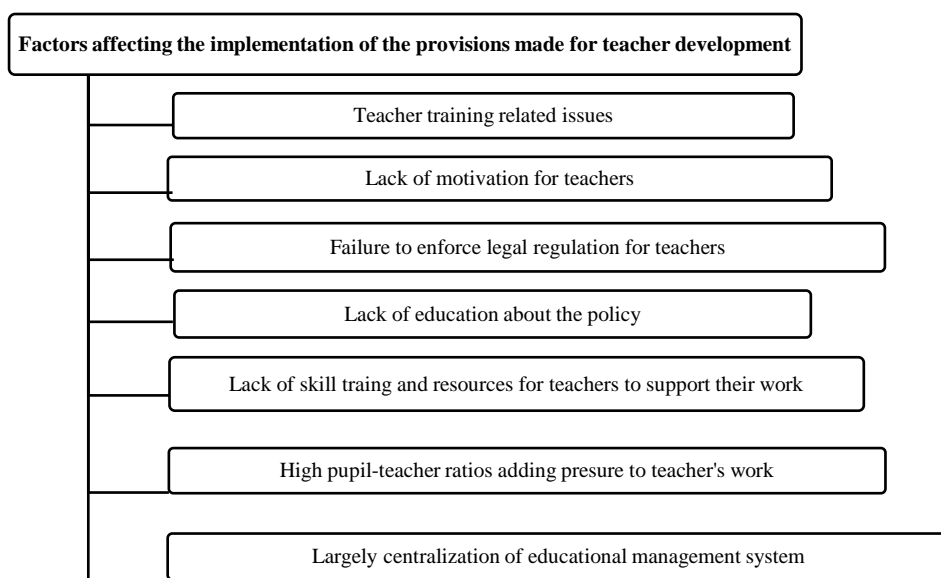 Factors affecting the implementation of the provisions made for teacher development
Teacher training related issues
Lack of motivation for teachers
Failure to enforce legal regulation for teachers
Lack of education about the policy
Lack of skill traing and resources for teachers to support their work
High pupil-teacher ratios adding presure to teacher's work
Largely centralization of educational management system